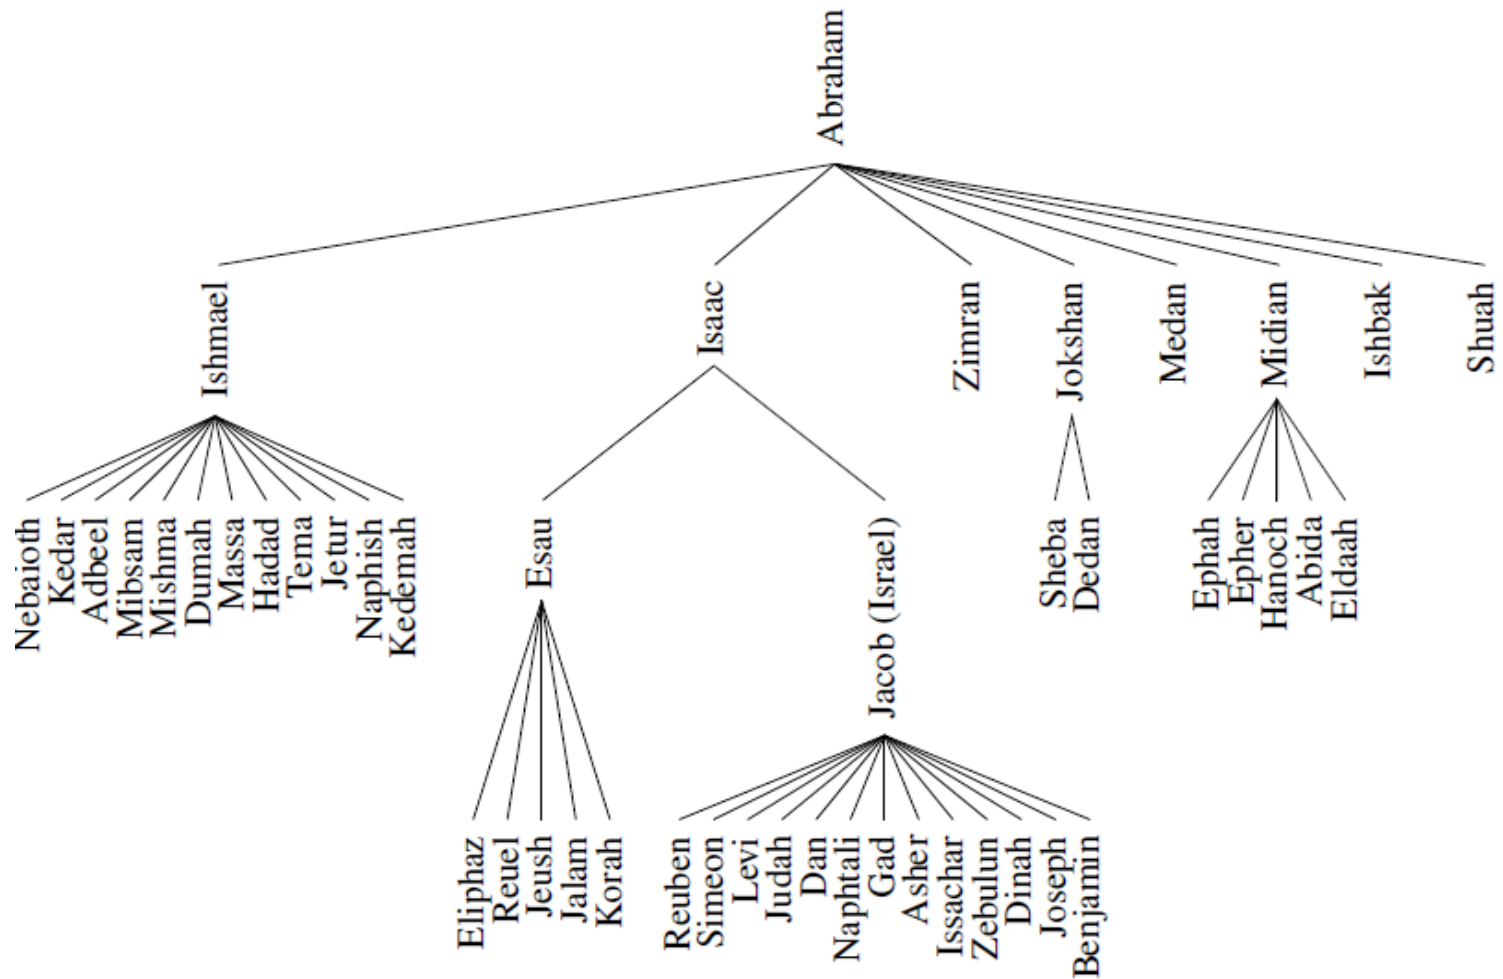 Abraham
Ishmael
Isaac
Zimran
Jokshan
Medan
Midian
Ishbak
Shuah
Nebaioth
Kedar
Adbeel
Mibsam
Mishma
Dumah
Massa
Hadad
Tema
Jetur
Naphish
Kedemah
Esau
Jacob (Israel)
Sheba
Dedan
Ephah
Epher
Hanoch
Abida
Eldaah
Eliphaz
Reuel
Jeush
Jalam
Korah
Reuben
Simeon
Levi
Judah
Dan
Naphtali
Gad
Asher
Issachar
Zebulun
Dinah
Joseph
Benjamin